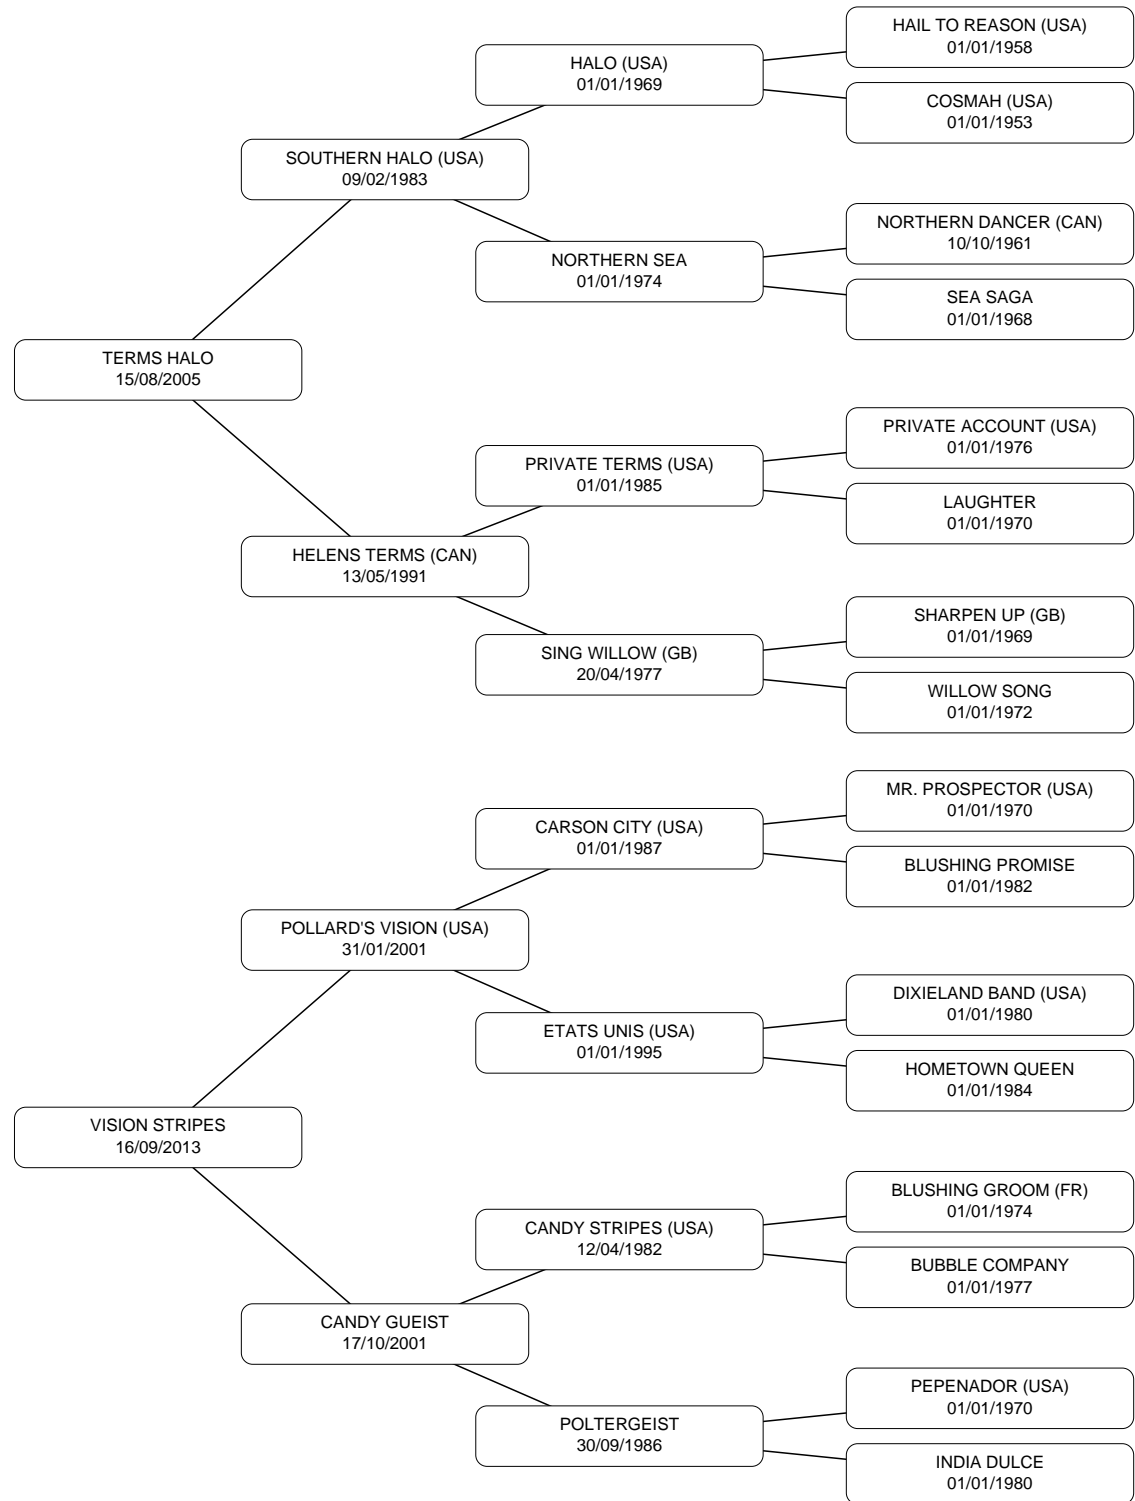 HAIL TO REASON (USA)
01/01/1958
HALO (USA)
01/01/1969
COSMAH (USA)
01/01/1953
SOUTHERN HALO (USA)
09/02/1983
NORTHERN DANCER (CAN)
10/10/1961
NORTHERN SEA
01/01/1974
SEA SAGA
01/01/1968
TERMS HALO
15/08/2005
PRIVATE ACCOUNT (USA)
01/01/1976
PRIVATE TERMS (USA)
01/01/1985
LAUGHTER
01/01/1970
HELENS TERMS (CAN)
13/05/1991
SHARPEN UP (GB)
01/01/1969
SING WILLOW (GB)
20/04/1977
WILLOW SONG
01/01/1972
MR. PROSPECTOR (USA)
01/01/1970
CARSON CITY (USA)
01/01/1987
BLUSHING PROMISE
01/01/1982
POLLARD'S VISION (USA)
31/01/2001
DIXIELAND BAND (USA)
01/01/1980
ETATS UNIS (USA)
01/01/1995
HOMETOWN QUEEN
01/01/1984
VISION STRIPES
16/09/2013
BLUSHING GROOM (FR)
01/01/1974
CANDY STRIPES (USA)
12/04/1982
BUBBLE COMPANY
01/01/1977
CANDY GUEIST
17/10/2001
PEPENADOR (USA)
01/01/1970
POLTERGEIST
30/09/1986
INDIA DULCE
01/01/1980